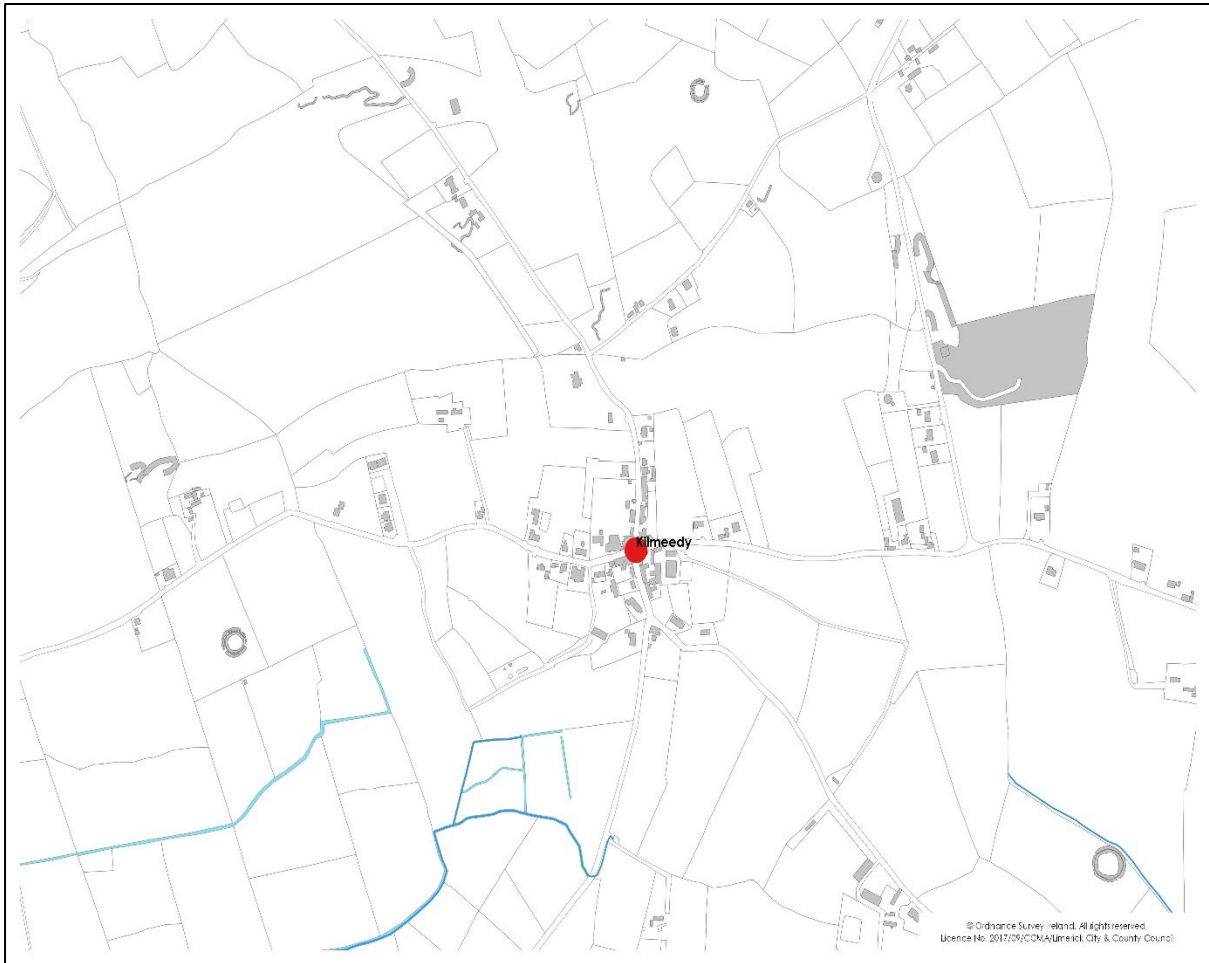 Kilmeedy
© Ordnance Survey Ireland. All rights reserved.
Licence No. 2017/09/CCMA/Limerick City & County Council